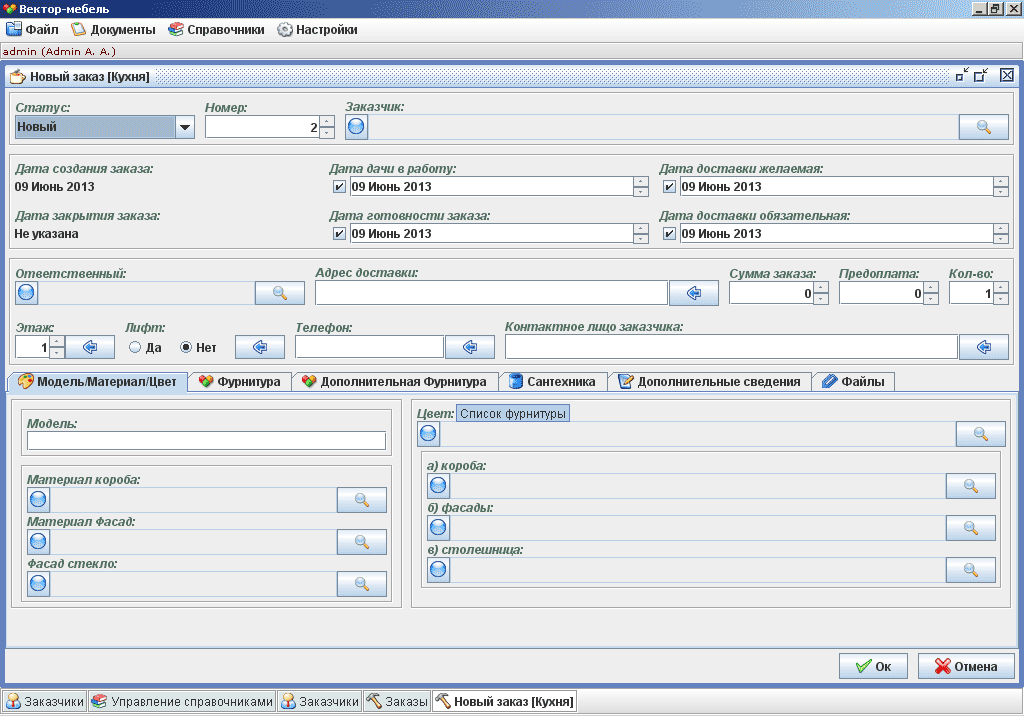 Вектор-мебель
Файл Документы Справочники Настройки
admin (Admin A. A.)
Новый заказ [Кухня]
Статус: Номер: Заказчик:
Новый 2
Дата создания заказа: Дата дачи в работу: Дата доставки желаемая:
09 Июнь 2013 09 Июнь 2013 09 Июнь 2013
Дата закрытия заказа: Дата готовности заказа: Дата доставки обязательная:
Не указана 09 Июнь 2013 09 Июнь 2013
Ответственный: Адрес доставки: Сумма заказа: Предоплата: Кол-во:
0 0 1
Этаж: Лифт: Телефон: Контактное лицо заказчика:
1 Да Нет
Модель/Материал/Цвет Фурнитура Дополнительная Фурнитура Сантехника Дополнительные сведения Файлы
Цвет: Список фурнитуры
Модель:
а) короба:
Материал короба:
б) фасады:
Материал Фасад:
в) столешница:
Фасад стекло:
Ок Отмена
Заказчики Управление справочниками Заказчики Заказы Новый заказ [Кухня]